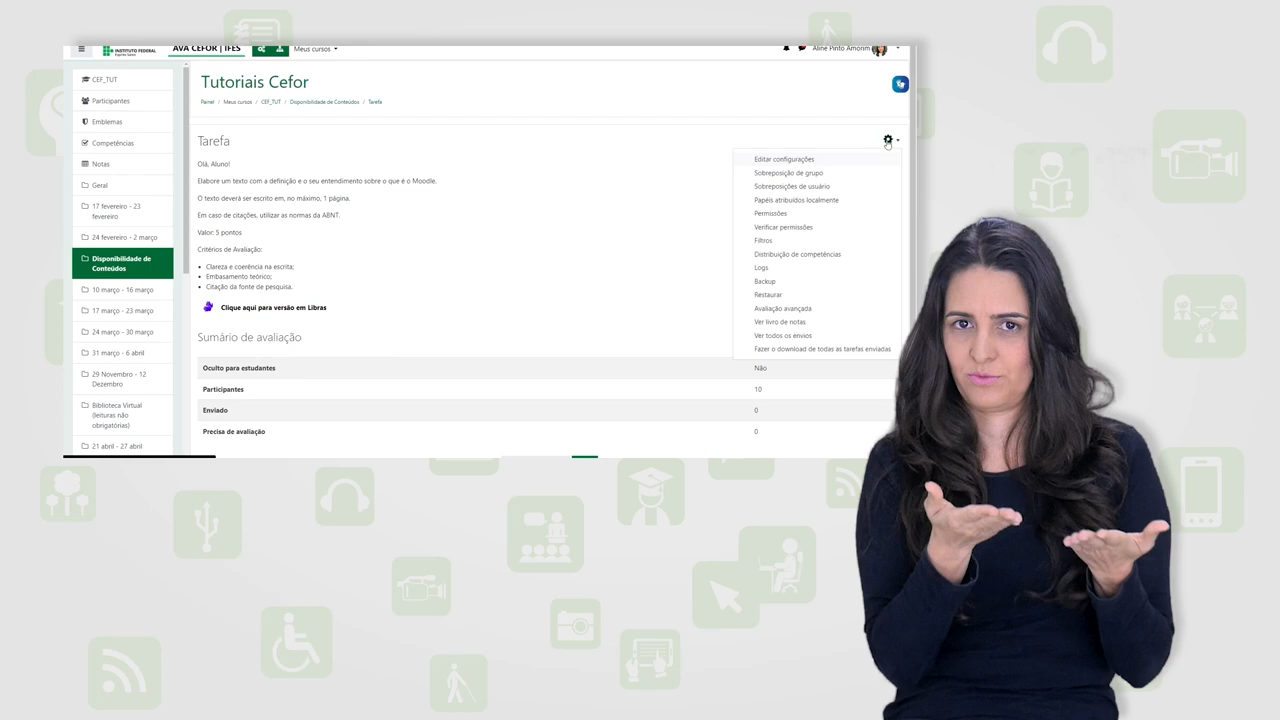 INSTITUTO FEDERAL
Espírito Santo
AVA CEFOR | IFES
Meus cursos
Aline Pinto Amorim
CEF_TUT
Participantes
Emblemas
Competências
Notas
Geral
17 fevereiro - 23
fevereiro
24 fevereiro - 2 março
Disponibilidade de
Conteúdos
10 março - 16 março
17 março - 23 março
24 março - 30 março
31 março - 6 abril
29 Novembro - 12
Dezembro
Biblioteca Virtual
(leituras não
obrigatórias)
21 abril - 27 abril
Tutoriais Cefor
Painel / Meus cursos / CEF_TUT / Disponibilidade de Conteúdos / Tarefa
Tarefa
Olá, Aluno!
Elabore um texto com a definição e o seu entendimento sobre o que é o Moodle.
O texto deverá ser escrito em, no máximo, 1 página.
Em caso de citações, utilizar as normas da ABNT.
Valor: 5 pontos
Critérios de Avaliação:
• Clareza e coerência na escrita;
• Embasamento teórico;
• Citação da fonte de pesquisa.
Clique aqui para versão em Libras
Editar configurações
Sobreposição de grupo
Sobreposições de usuário
Papéis atribuídos localmente
Permissões
Verificar permissões
Filtros
Distribuição de competências
Logs
Backup
Restaurar
Avaliação avançada
Ver livro de notas
Ver todos os envios
Fazer o download de todas as tarefas enviadas
Sumário de avaliação
Oculto para estudantes Não
Participantes 10
Enviado 0
Precisa de avaliação 0